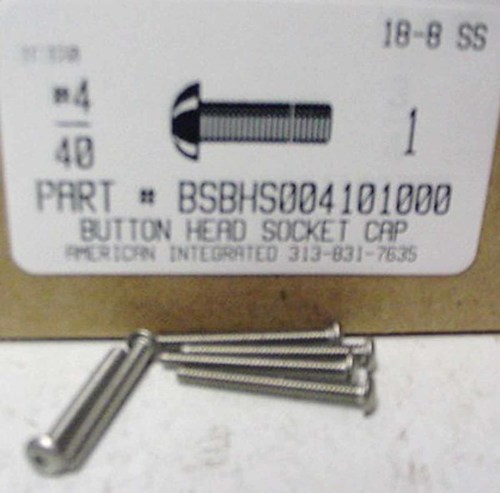 18-8 SS
#4
40
1
PART # BSBHS004101000
BUTTON HEAD SOCKET CAP
AMERICAN INTEGRATED 313-831-7635